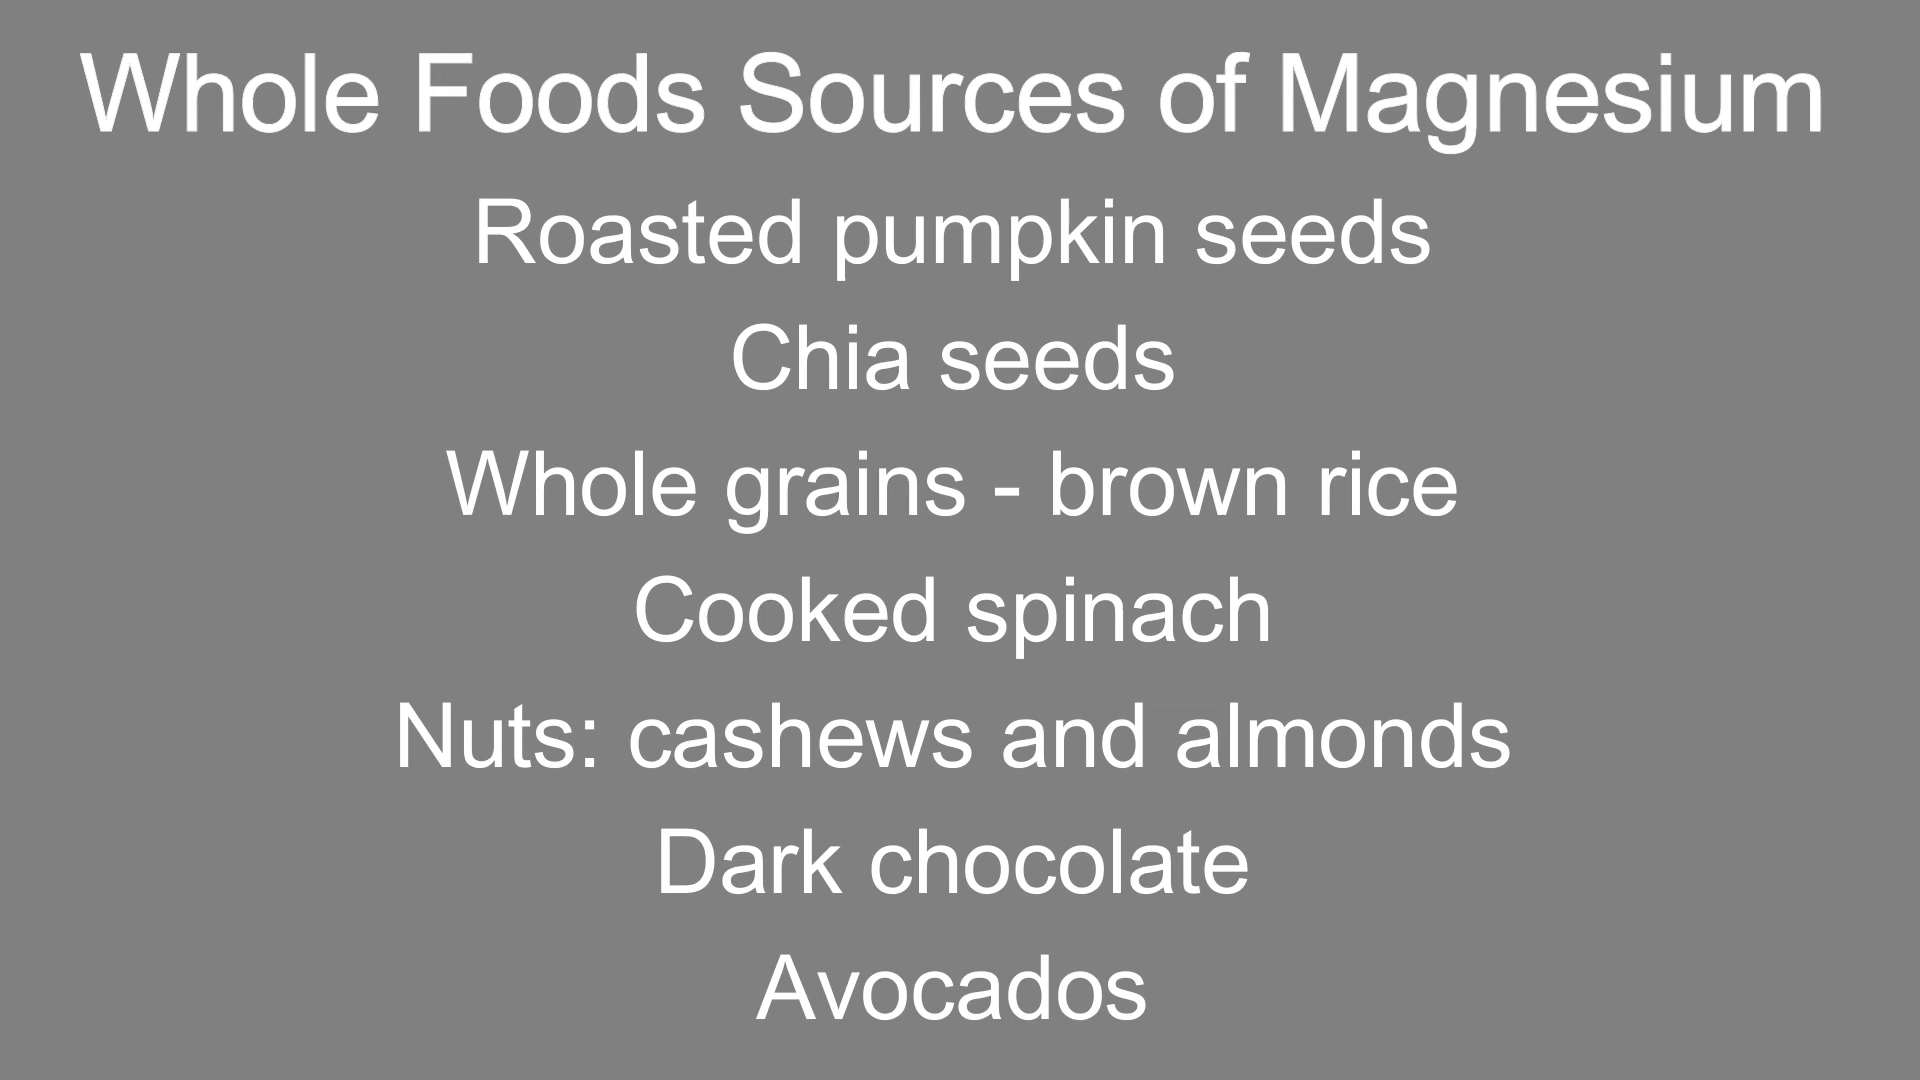 Whole Foods Sources of Magnesium
Roasted pumpkin seeds
Chia seeds
Whole grains - brown rice
Cooked spinach
Nuts: cashews and almonds
Dark chocolate
Avocados